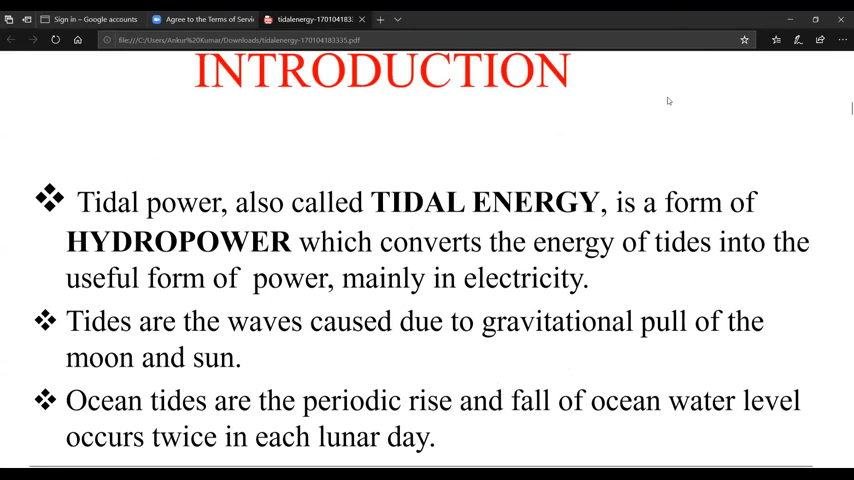 Sign in – Google accounts
Agree to the Terms of Servi
tidalenergy-1701041833
file:///C:/Users/Ankur%20Kumar/Downloads/tidalenergy-170104183335.pdf
INTRODUCTION
❖ Tidal power, also called TIDAL ENERGY, is a form of
HYDROPOWER which converts the energy of tides into the
useful form of power, mainly in electricity.
❖ Tides are the waves caused due to gravitational pull of the
moon and sun.
❖ Ocean tides are the periodic rise and fall of ocean water level
occurs twice in each lunar day.